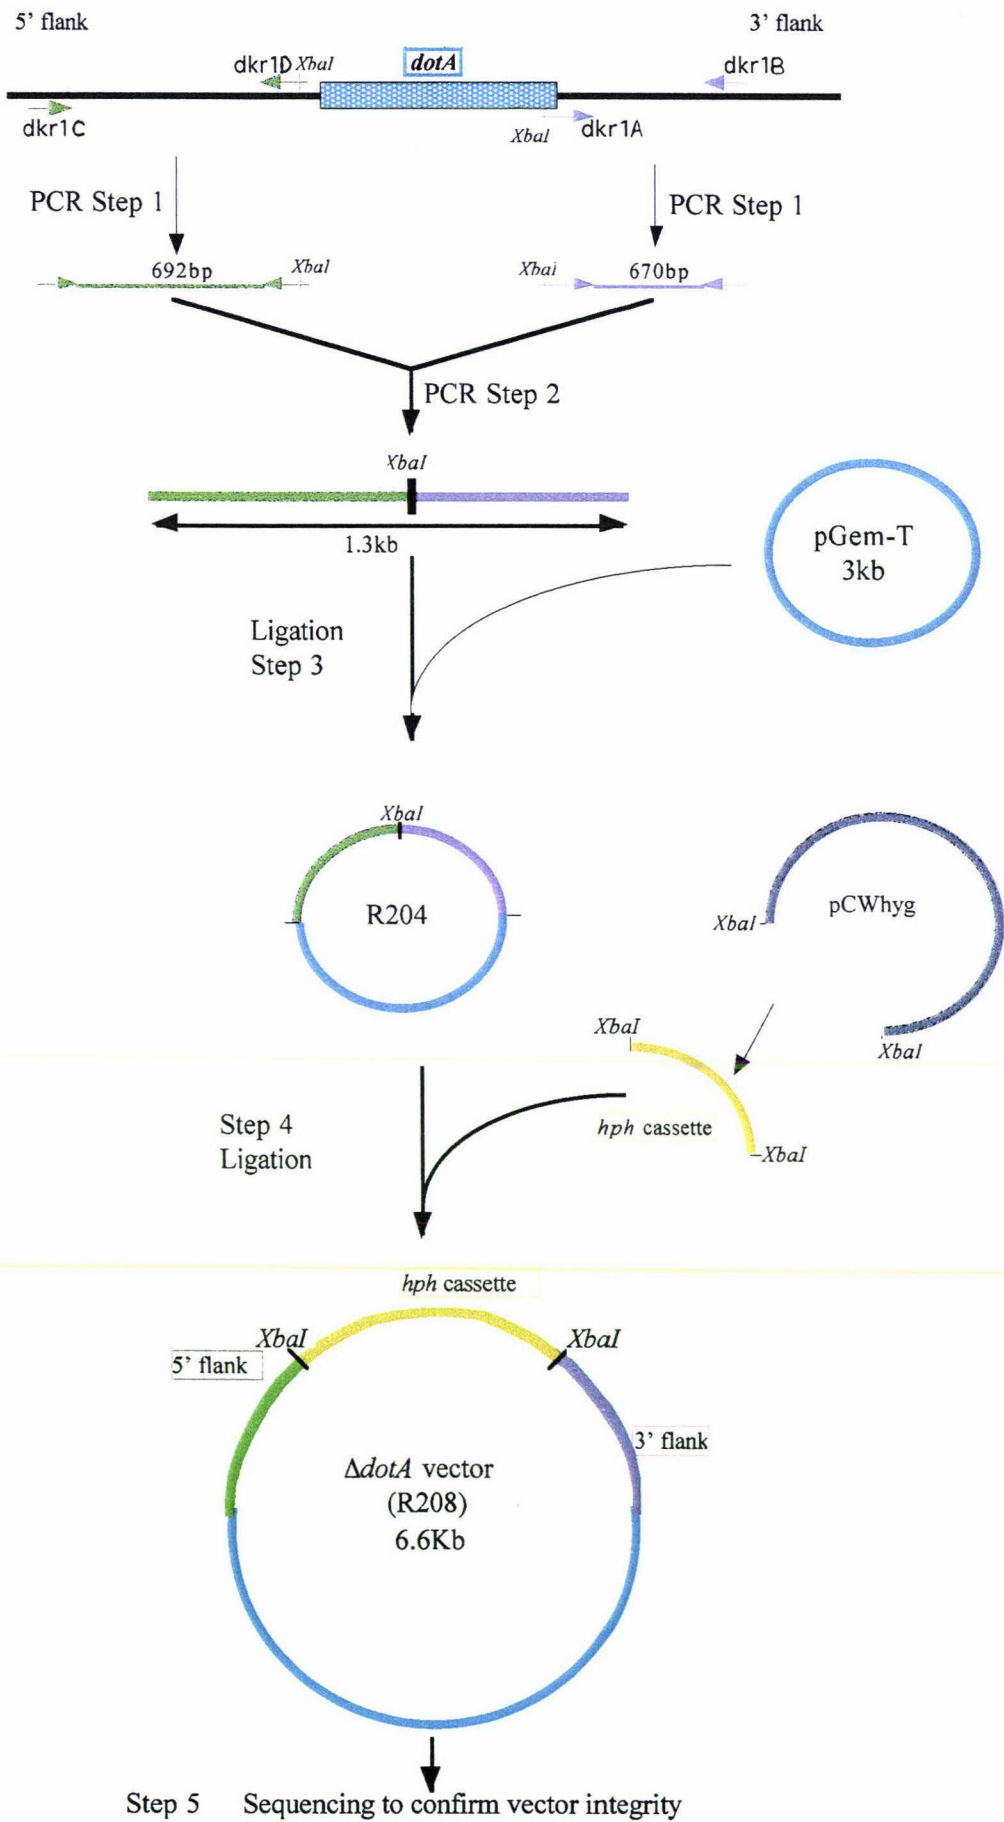 5' flank
3' flank
dkr1D XbaI
dotA
dkr1B
dkr1C
XbaI
dkr1A
PCR Step 1
PCR Step 1
692bp
XbaI
XbaI
670bp
PCR Step 2
XbaI
1.3kb
pGem-T
3kb
Ligation
Step 3
XbaI
R204
XbaI
pCWhyg
XbaI
XbaI
hph cassette
XbaI
Step 4
Ligation
hph cassette
XbaI
XbaI
5' flank
3' flank
ΔdotA vector
(R208)
6.6Kb
Step 5 Sequencing to confirm vector integrity